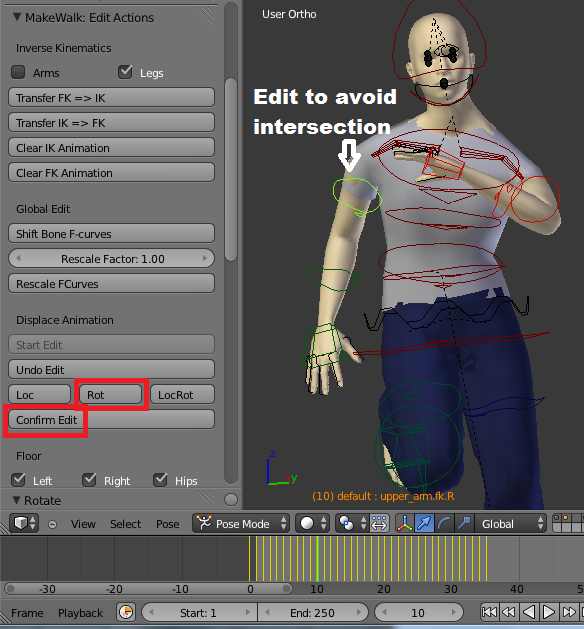 MakeWalk: Edit Actions
User Ortho
Inverse Kinematics
Arms Legs
Transfer FK => IK
Transfer IK => FK
Clear IK Animation
Clear FK Animation
Edit to avoid
intersection
Global Edit
Shift Bone F-curves
Rescale Factor: 1.00
Rescale FCurves
Displace Animation
Start Edit
Undo Edit
Loc Rot LocRot
Confirm Edit
Floor
Left Right Hips
Rotate
z
y
(10) default : upper_arm.fk.R
View Select Pose Pose Mode Global
-30 -20 -10 0 10 20 30 40 50
Frame Playback Start: 1 End: 250 10